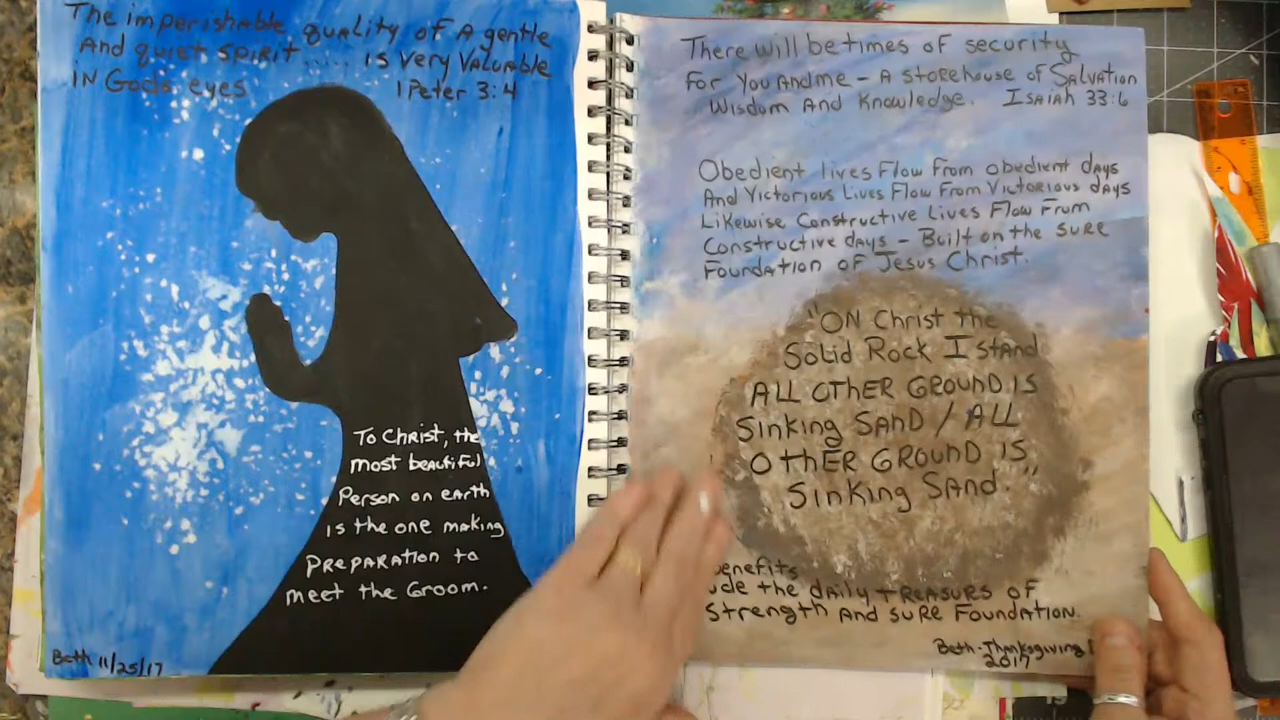 The imperishable quality of A gentle
And quiet spirit..... is very valuable
in God's eyes 1 Peter 3:4
To Christ, the
most beautiful
Person on earth
is the one making
Preparation to
meet the Groom.
Beth 11/25/17
There will be times of security
For You And me - A storehouse of Salvation
Wisdom And Knowledge. Isaiah 33:6
Obedient lives Flow From obedient days
And Victorious Lives Flow From Victorious days
Likewise Constructive Lives Flow From
Constructive days - Built on the sure
Foundation of Jesus Christ.
"ON Christ the
Solid Rock I stand
ALL OTHER GROUND IS
Sinking SAND / ALL
OTHER GROUND IS
Sinking SAND."
benefits
the daily treasures of
Strength And sure Foundation.
Beth - Thanksgiving
2017